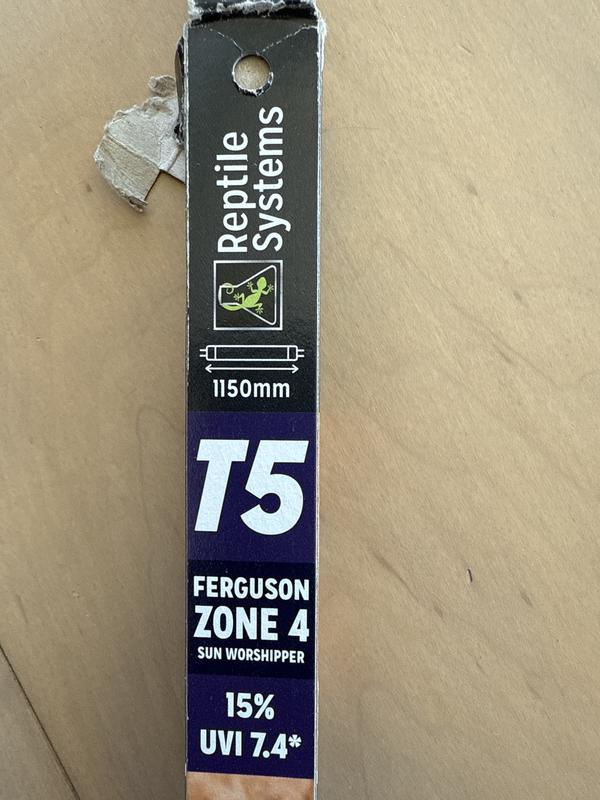 Reptile
Systems
1150mm
T5
FERGUSON
ZONE 4
SUN WORSHIPPER
15%
UVI 7.4*